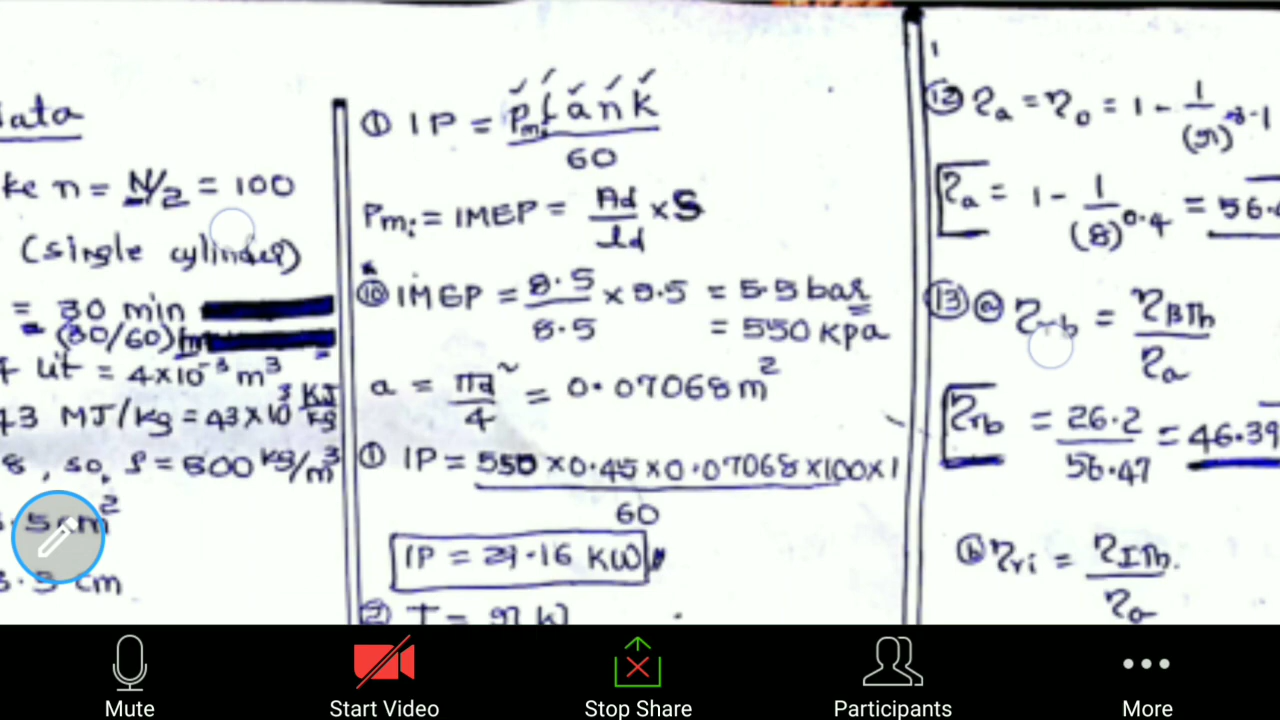 ata
ke n = N/2 = 100
(single cylinder)
= 30 min
= (30/60)
lit = 4×10⁻³ m³
43 MJ/kg = 43×10³ KJ/kg
8, so, ρ = 800 kg/m³
.5 cm²
.5 cm
① IP = Pmi l a n k / 60
Pmi = IMEP = Ad/ld × S
⑩ IMEP = 8.5/8.5 × 5.5 = 5.5 bar
= 550 kpa
a = πd²/4 = 0.07068 m²
① IP = 550 × 0.45 × 0.07068 × 100 × 1 / 60
IP = 29.16 KW
② T =
⑫ ηa = η0 = 1 - 1/(r)^γ-1
ηa = 1 - 1/(8)^0.4 = 56.4
⑬ ⓐ ηrb = ηBTh/ηa
ηrb = 26.2/56.47 = 46.39
ⓑ ηri = ηITh/ηa
Mute
Start Video
Stop Share
Participants
More